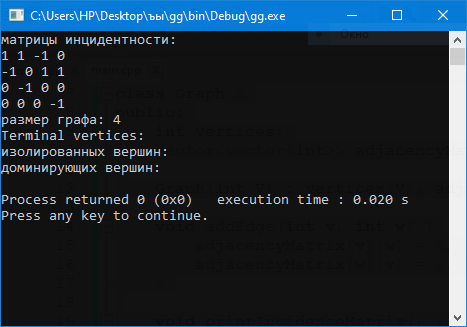 C:\Users\HP\Desktop\ъы\gg\bin\Debug\gg.exe
матрицы инцидентности:
1 1 -1 0
-1 0 1 1
0 -1 0 0
0 0 0 -1
размер графа: 4
Terminal vertices:
изолированных вершин:
доминирующих вершин:
Process returned 0 (0x0)   execution time : 0.020 s
Press any key to continue.